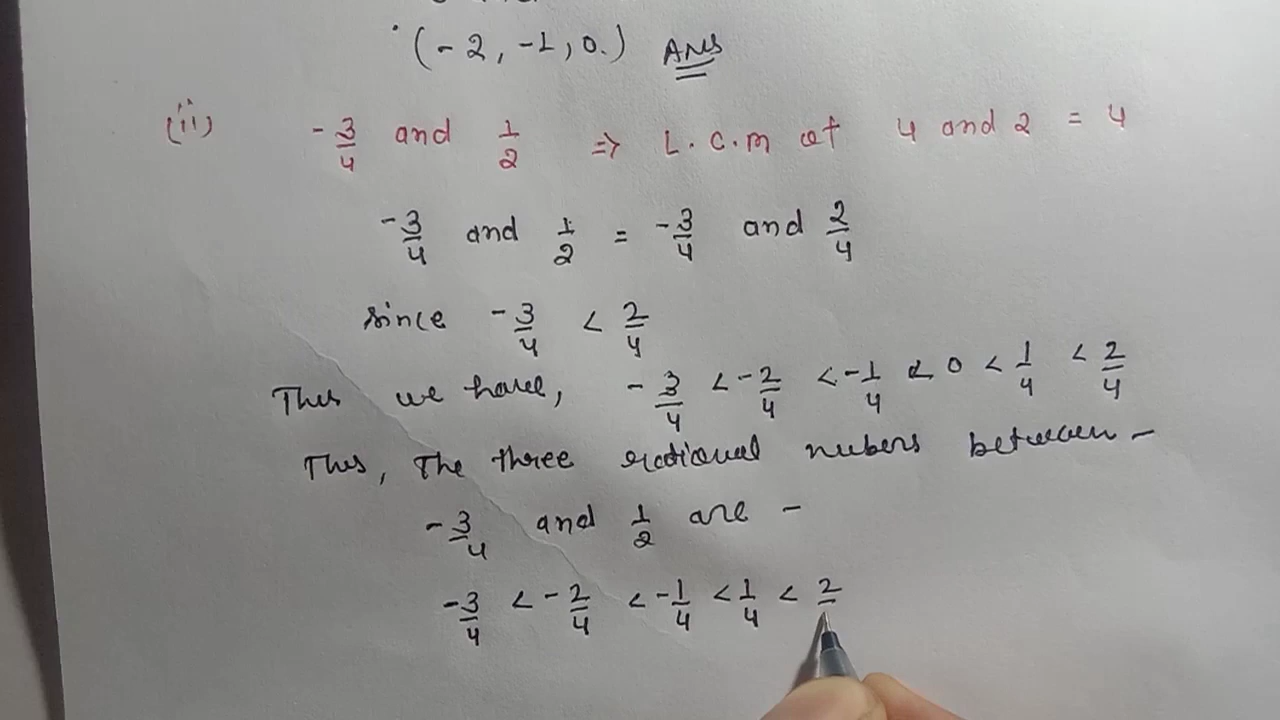 (-2, -1, 0.) Ans
(ii) -3/4 and 1/2 => L.C.M of 4 and 2 = 4
-3/4 and 1/2 = -3/4 and 2/4
since -3/4 < 2/4
Thus we have, -3/4 < -2/4 < -1/4 < 0 < 1/4 < 2/4
Thus, The three rational nubers between -
-3/4 and 1/2 are -
-3/4 < -2/4 < -1/4 < 1/4 < 2/